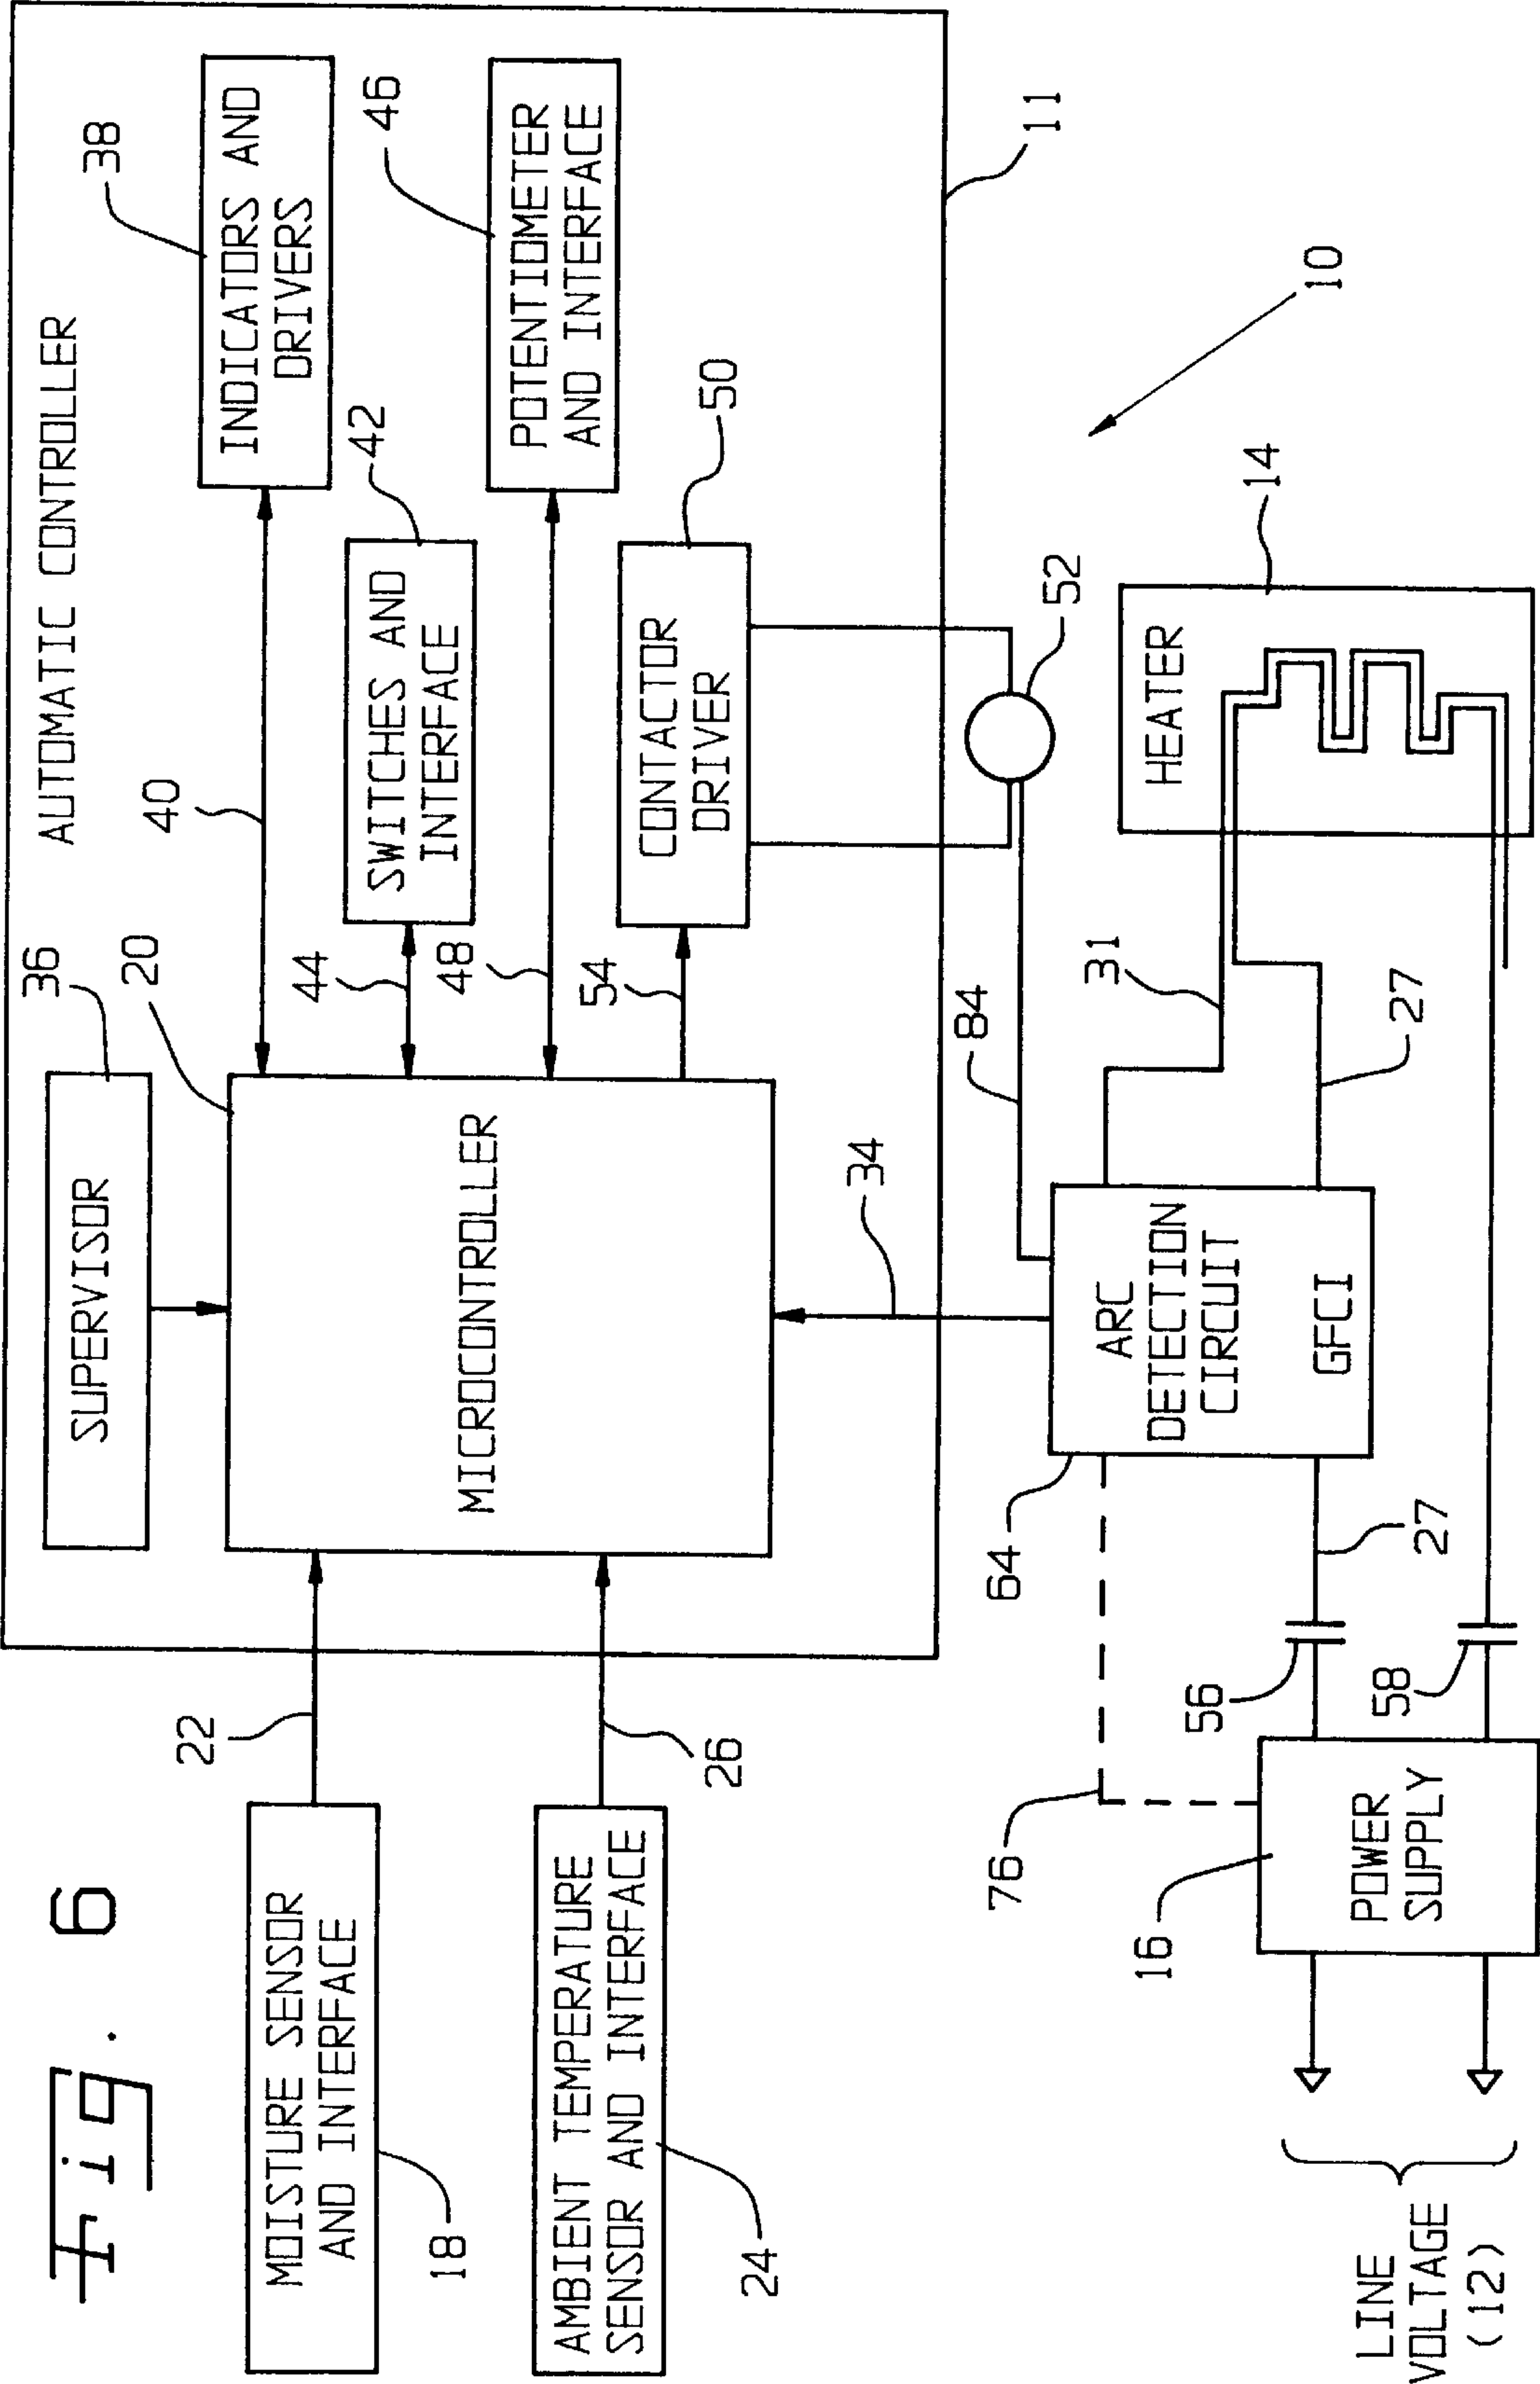 Fig. 6
AUTOMATIC CONTROLLER
36
SUPERVISOR
20
MICROCONTROLLER
40
38
INDICATORS AND
DRIVERS
44
42
SWITCHES AND
INTERFACE
48
46
POTENTIOMETER
AND INTERFACE
54
50
CONTACTOR
DRIVER
11
MOISTURE SENSOR
AND INTERFACE
18
22
AMBIENT TEMPERATURE
SENSOR AND INTERFACE
24
26
34
84
52
10
64
ARC
DETECTION
CIRCUIT
GFCI
31
27
14
HEATER
76
16
POWER
SUPPLY
56
58
27
LINE
VOLTAGE
(12)